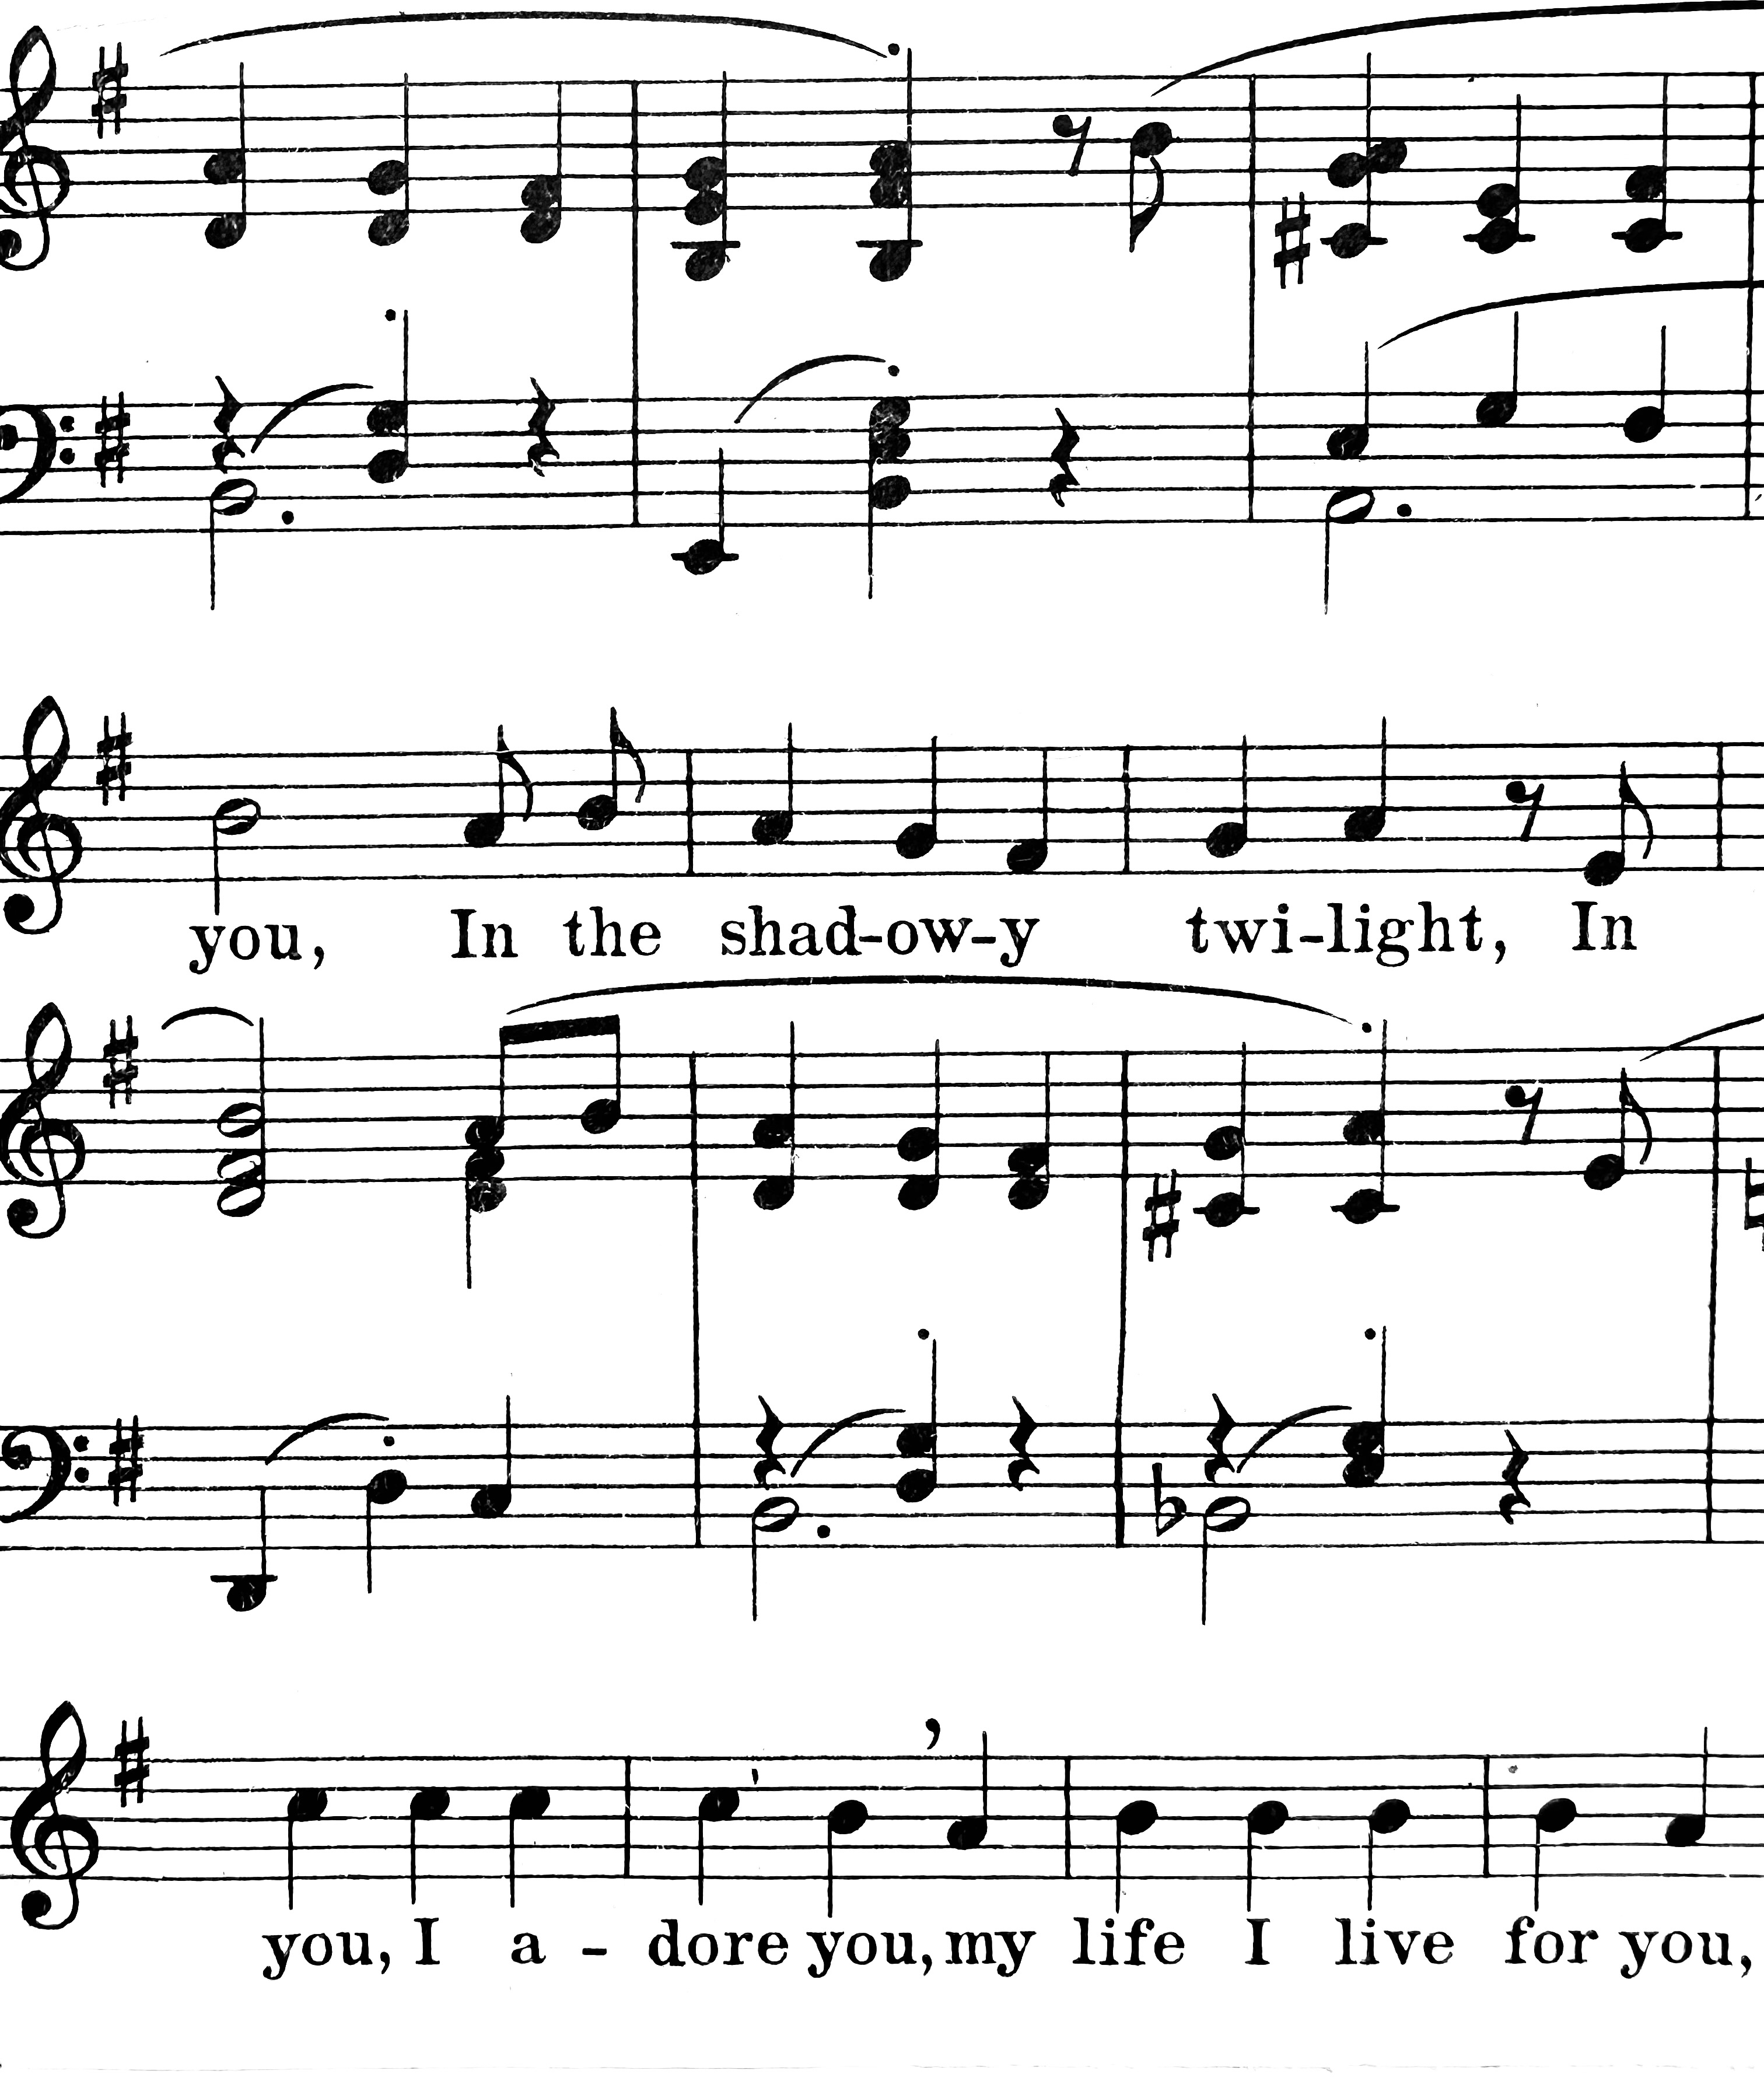 you, In the shad-ow-y twi-light, In
you, I a - dore you, my life I live for you,